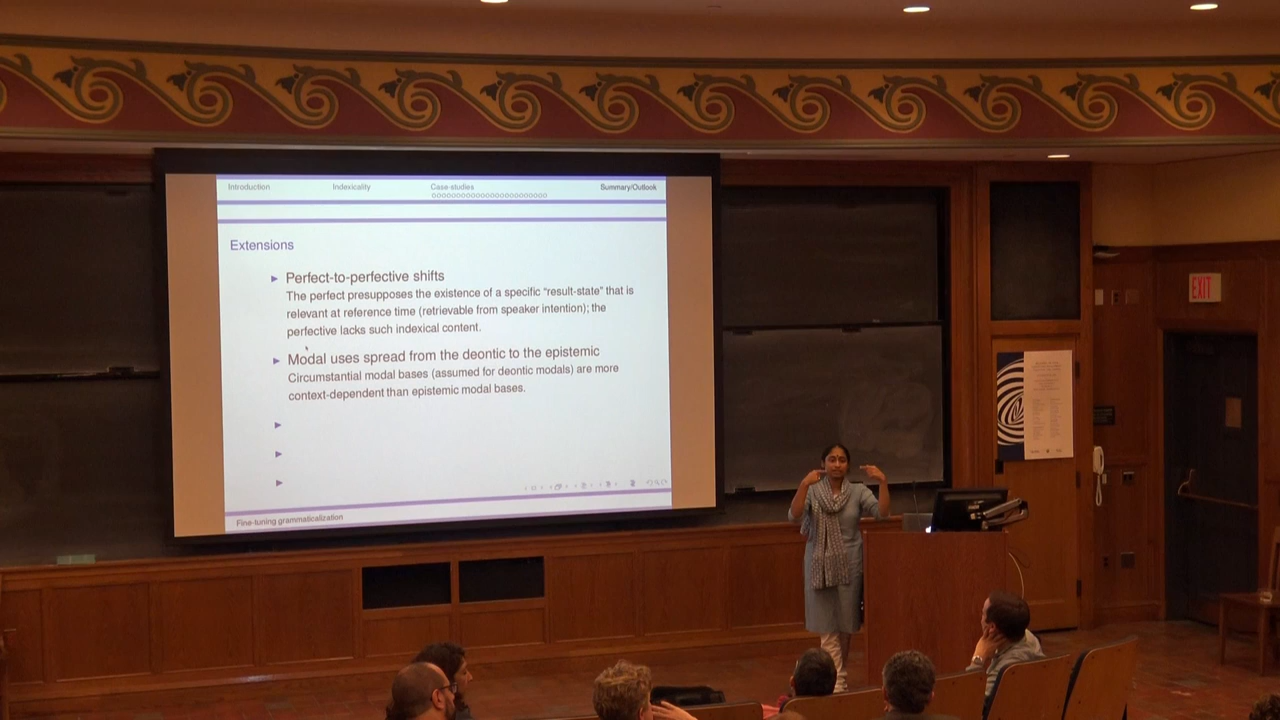 Introduction
Indexicality
Case-studies
Summary/Outlook
Extensions
Perfect-to-perfective shifts
The perfect presupposes the existence of a specific “result-state” that is
relevant at reference time (retrievable from speaker intention); the
perfective lacks such indexical content.
Modal uses spread from the deontic to the epistemic
Circumstantial modal bases (assumed for deontic modals) are more
context-dependent than epistemic modal bases.
Fine-tuning grammaticalization
EXIT